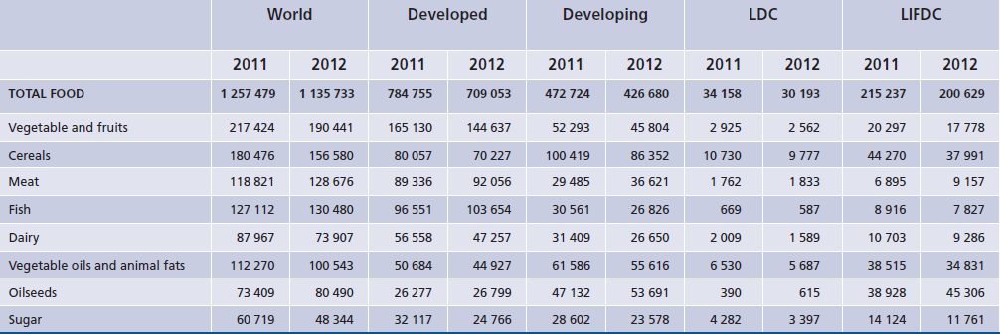 World Developed Developing LDC LIFDC
2011 2012 2011 2012 2011 2012 2011 2012 2011 2012
TOTAL FOOD 1 257 479 1 135 733 784 755 709 053 472 724 426 680 34 158 30 193 215 237 200 629
Vegetable and fruits 217 424 190 441 165 130 144 637 52 293 45 804 2 925 2 562 20 297 17 778
Cereals 180 476 156 580 80 057 70 227 100 419 86 352 10 730 9 777 44 270 37 991
Meat 118 821 128 676 89 336 92 056 29 485 36 621 1 762 1 833 6 895 9 157
Fish 127 112 130 480 96 551 103 654 30 561 26 826 669 587 8 916 7 827
Dairy 87 967 73 907 56 558 47 257 31 409 26 650 2 009 1 589 10 703 9 286
Vegetable oils and animal fats 112 270 100 543 50 684 44 927 61 586 55 616 6 530 5 687 38 515 34 831
Oilseeds 73 409 80 490 26 277 26 799 47 132 53 691 390 615 38 928 45 306
Sugar 60 719 48 344 32 117 24 766 28 602 23 578 4 282 3 397 14 124 11 761